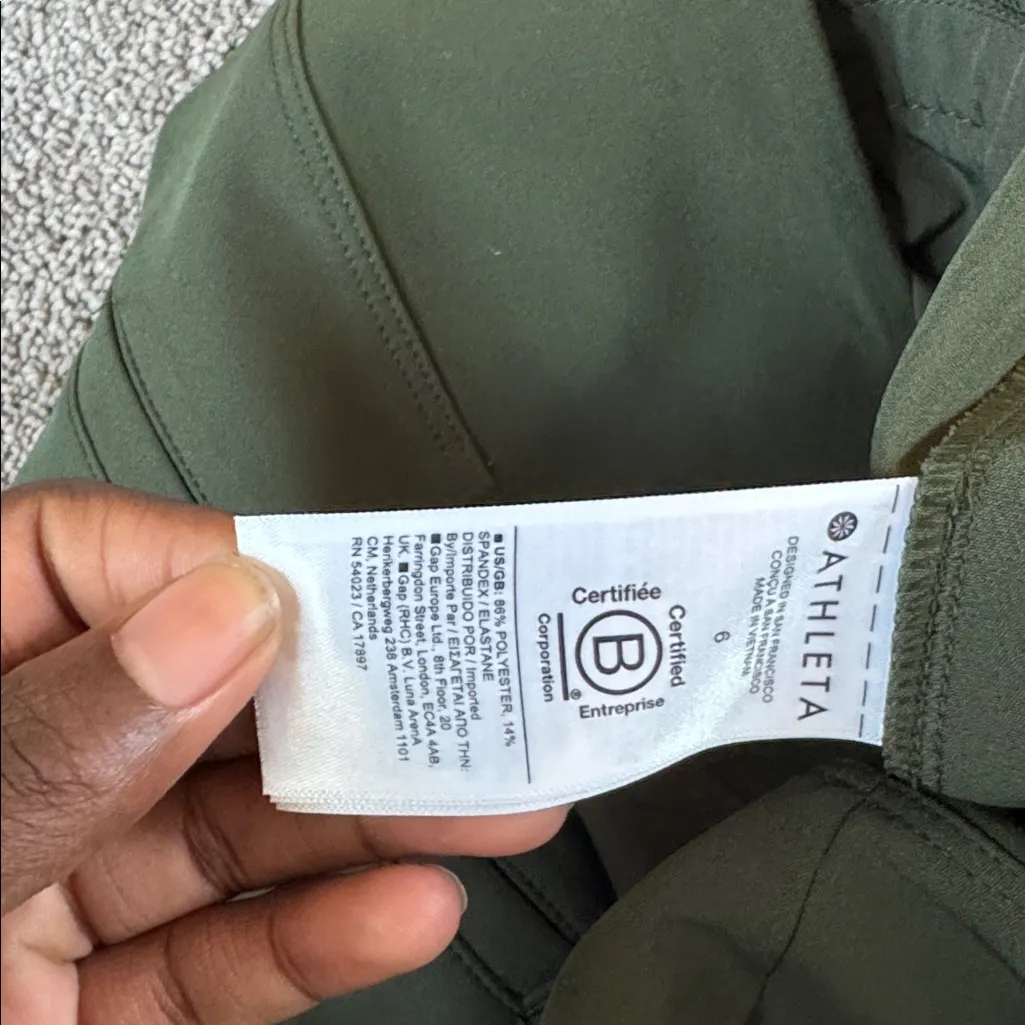 ATHLETA
DESIGNED IN SAN FRANCISCO
CONÇU A SAN FRANCISCO
MADE IN VIETNAM
6
Certifiée
Certified
B
®
Corporation
Entreprise
■ US/GB: 86% POLYESTER, 14%
SPANDEX / ELASTANE
DISTRIBUIDO POR / Imported
By/Importe Par / ΕΙΣΑΓΕΤΑΙ ΑΠΟ ΤΗΝ:
■ Gap Europe Ltd., 8th Floor, 20
Farringdon Street, London, EC4A 4AB,
UK. ■ Gap (RHC) B.V. Luna ArenA
Herikerbergweg 238 Amsterdam 1101
CM, Netherlands
RN 54023 / CA 17897